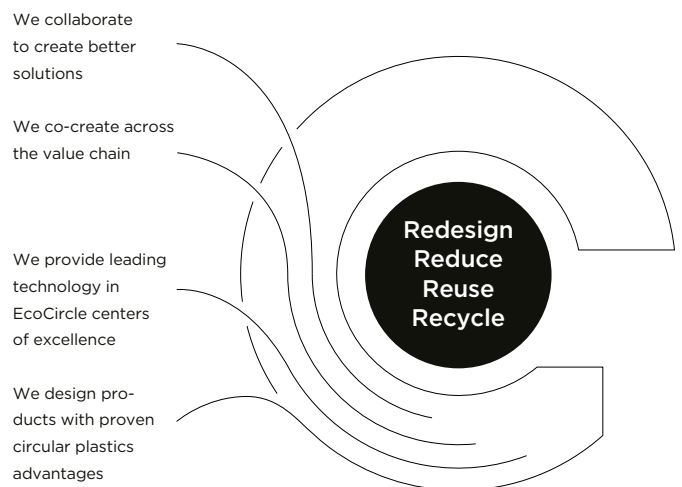 We collaborate
to create better
solutions
We co-create across
the value chain
We provide leading
technology in
EcoCircle centers
of excellence
We design pro-
ducts with proven
circular plastics
advantages
Redesign
Reduce
Reuse
Recycle